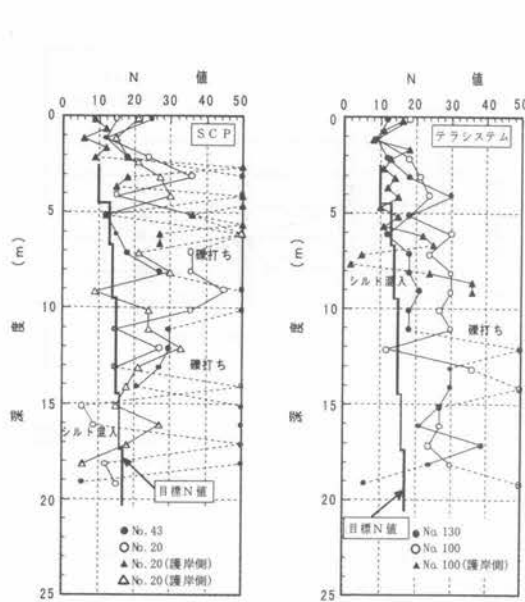 N 値
0 10 20 30 40 50
SCP
礫打ち
礫打ち
シルト混入
目標N値
0
5
10
15
20
25
深度(m)
No.43
No.20
No.20(護岸側)
No.20(護岸側)
N 値
0 10 20 30 40 50
テラシステム
シルト混入
礫打ち
目標N値
0
5
10
15
20
25
深度(m)
No.130
No.100
No.100(護岸側)